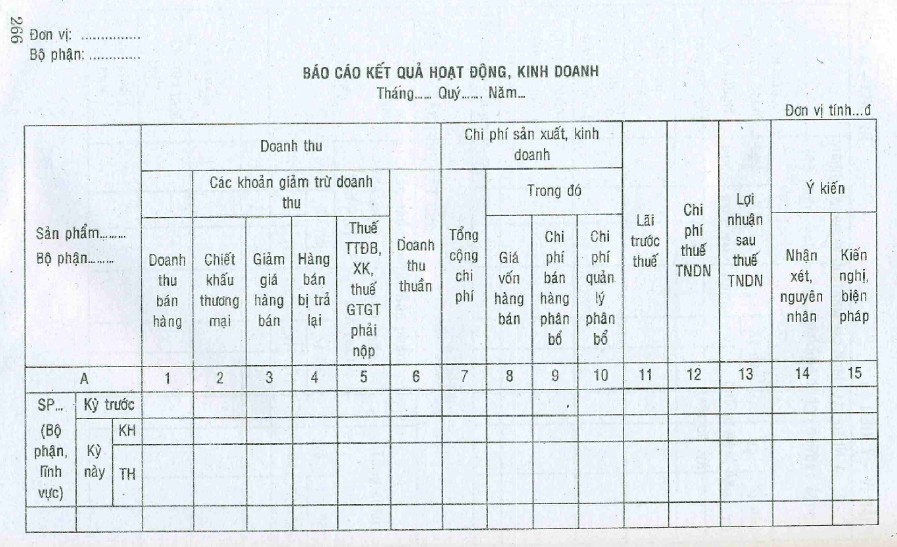 266
Đơn vị: ...............
Bộ phận: .............
BÁO CÁO KẾT QUẢ HOẠT ĐỘNG, KINH DOANH
Tháng..... Quý....... Năm...
Đơn vị tính...đ
Sản phẩm........
Bộ phận.........
Doanh thu
Chi phí sản xuất, kinh
doanh
Các khoản giảm trừ doanh
thu
Trong đó
Doanh
thu
bán
hàng
Chiết
khấu
thương
mại
Giảm
giá
hàng
bán
Hàng
bán
bị trả
lại
Thuế
TTĐB,
XK,
thuế
GTGT
phải
nộp
Doanh
thu
thuần
Tổng
cộng
chi
phí
Giá
vốn
hàng
bán
Chi
phí
bán
hàng
phân
bổ
Chi
phí
quản
lý
phân
bổ
Lãi
trước
thuế
Chi
phí
thuế
TNDN
Lợi
nhuận
sau
thuế
TNDN
Ý kiến
Nhận
xét,
nguyên
nhân
Kiến
nghị,
biện
pháp
A 1 2 3 4 5 6 7 8 9 10 11 12 13 14 15
SP... Kỳ trước
(Bộ
phận,
lĩnh
vực)
Kỳ
này
KH
TH